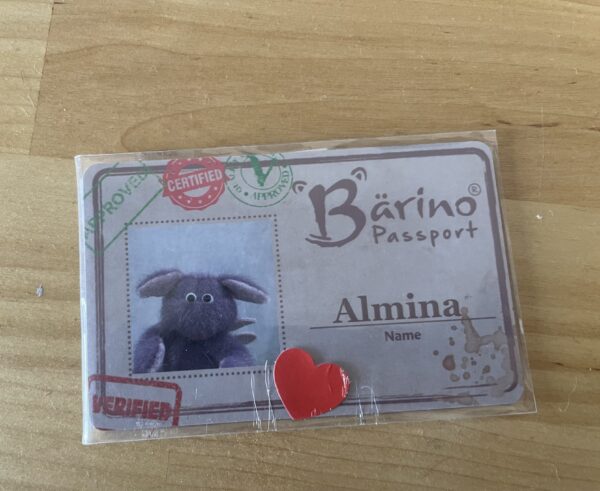 APPROVED
CERTIFIED
APPROVED
Bärino®
Passport
Almina
Name
VERIFIED